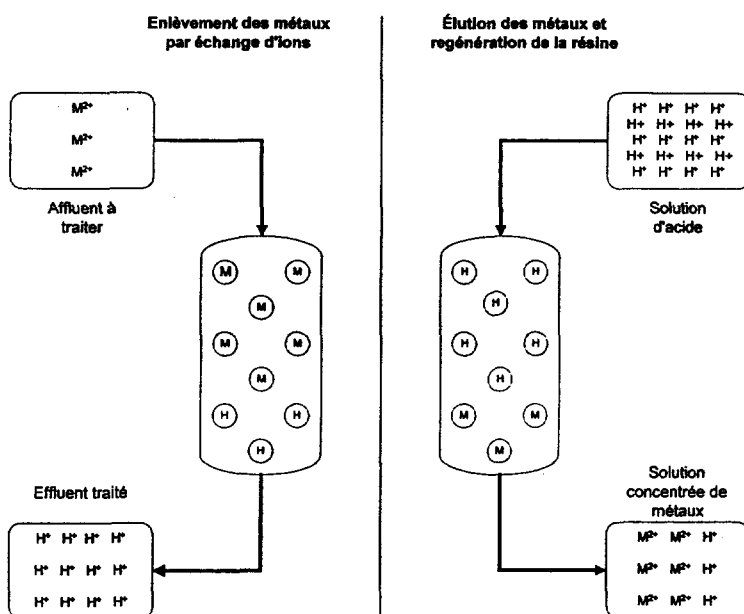 Enlèvement des métaux
par échange d'ions
M²⁺
M²⁺
M²⁺
Affluent à
traiter
M M
M
M M
M
H H
H
Effluent traité
H⁺ H⁺ H⁺ H⁺
H⁺ H⁺ H⁺ H⁺
H⁺ H⁺ H⁺ H⁺
Élution des métaux et
regénération de la résine
H⁺ H⁺ H⁺ H⁺
H+ H+ H+ H+
H⁺ H⁺ H⁺ H⁺
H+ H+ H+ H+
H⁺ H⁺ H⁺ H⁺
Solution
d'acide
H H
H
H H
H
M M
M
Solution
concentrée de
métaux
M²⁺ M²⁺ H⁺
M²⁺ M²⁺ H⁺
M²⁺ M²⁺ H⁺